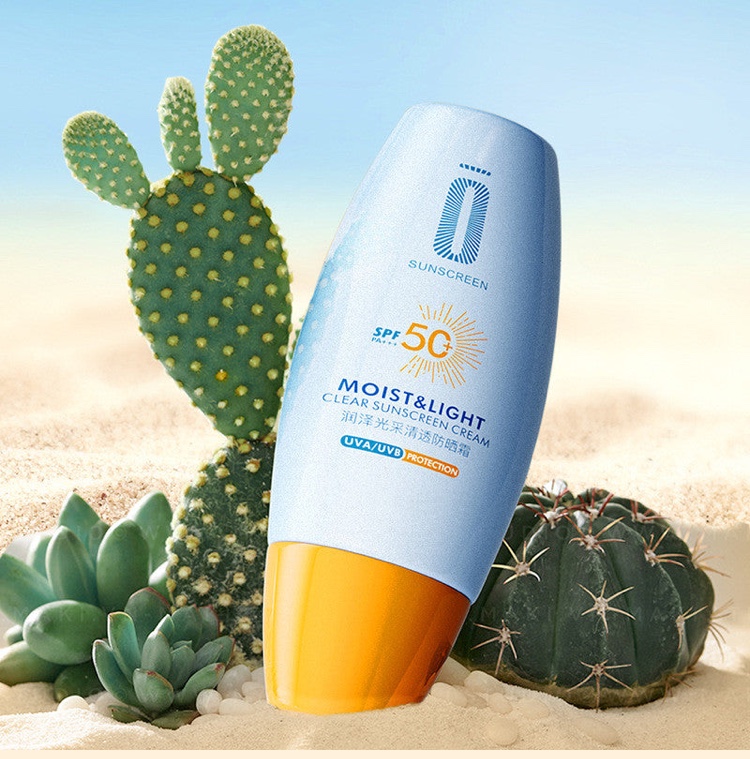 Ō
SUNSCREEN
SPF 50+
PA+++
MOIST&LIGHT
CLEAR SUNSCREEN CREAM
润泽光采清透防晒霜
UVA/UVB PROTECTION